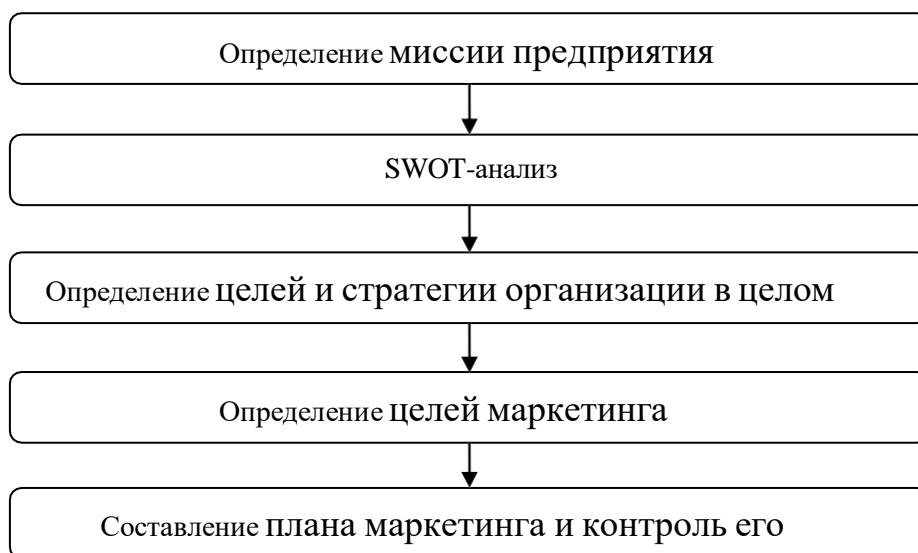 Определение миссии предприятия
SWOT-анализ
Определение целей и стратегии организации в целом
Определение целей маркетинга
Составление плана маркетинга и контроль его